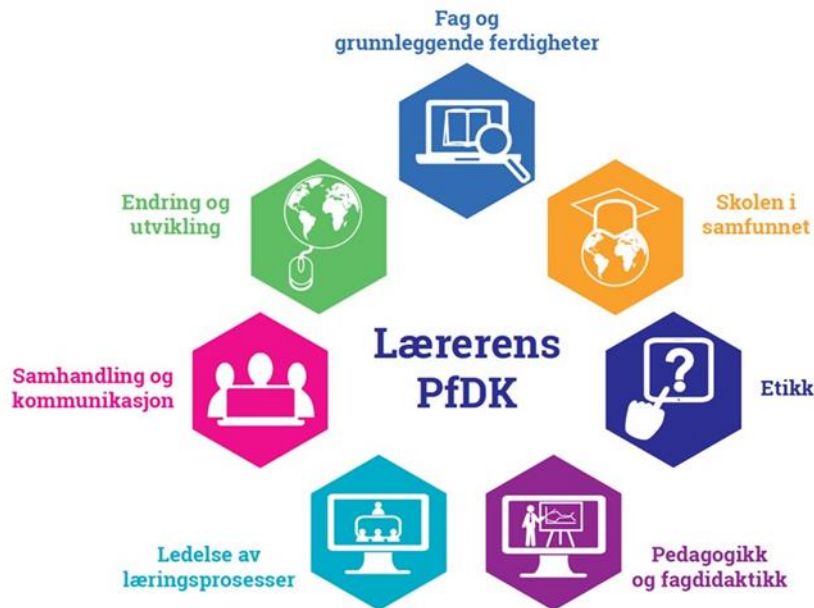 Fag og
grunnleggende ferdigheter
Endring og
utvikling
Skolen i
samfunnet
Lærerens
PfDK
Samhandling og
kommunikasjon
?
Etikk
Ledelse av
læringsprosesser
Pedagogikk
og fagdidaktikk